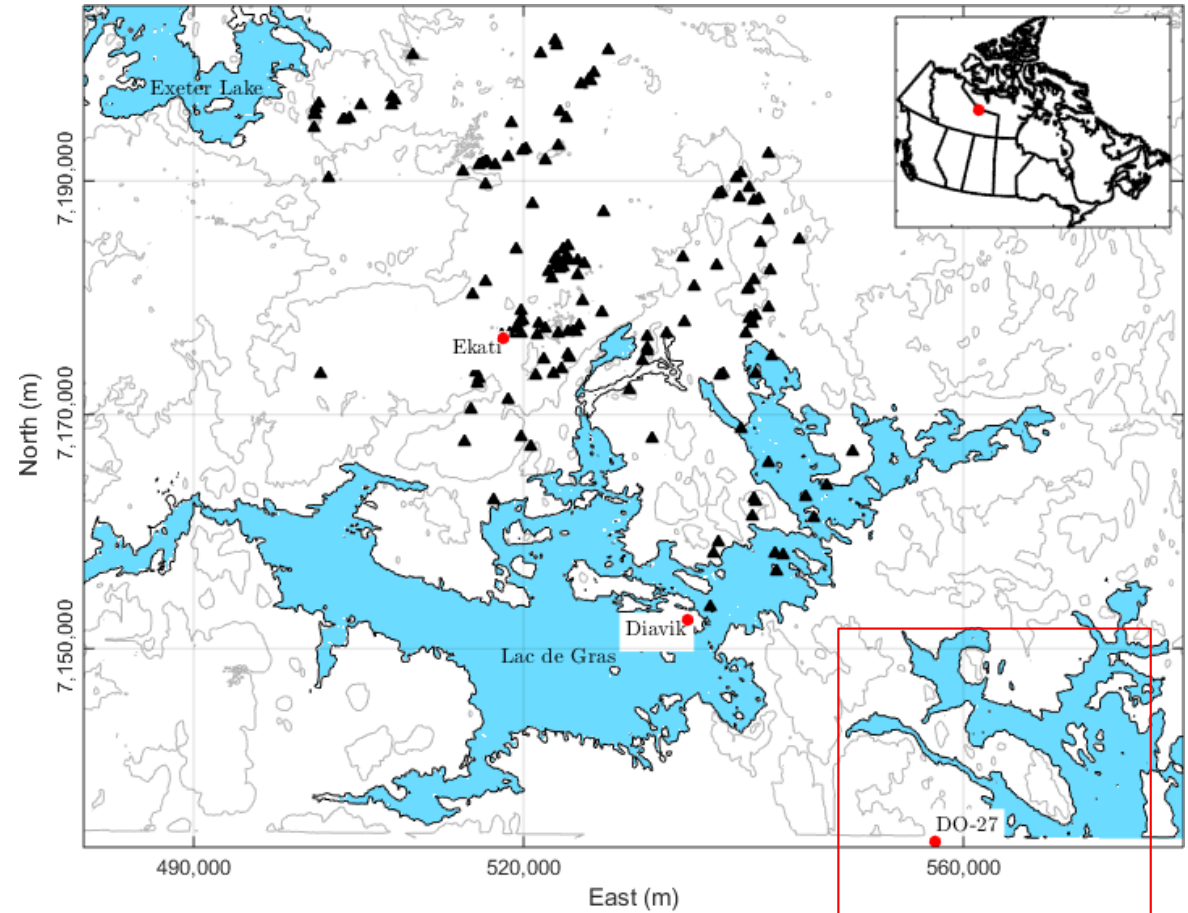 Exeter Lake
7,190,000
Ekati
7,170,000
North (m)
Diavik
7,150,000
Lac de Gras
DO-27
490,000
520,000
560,000
East (m)